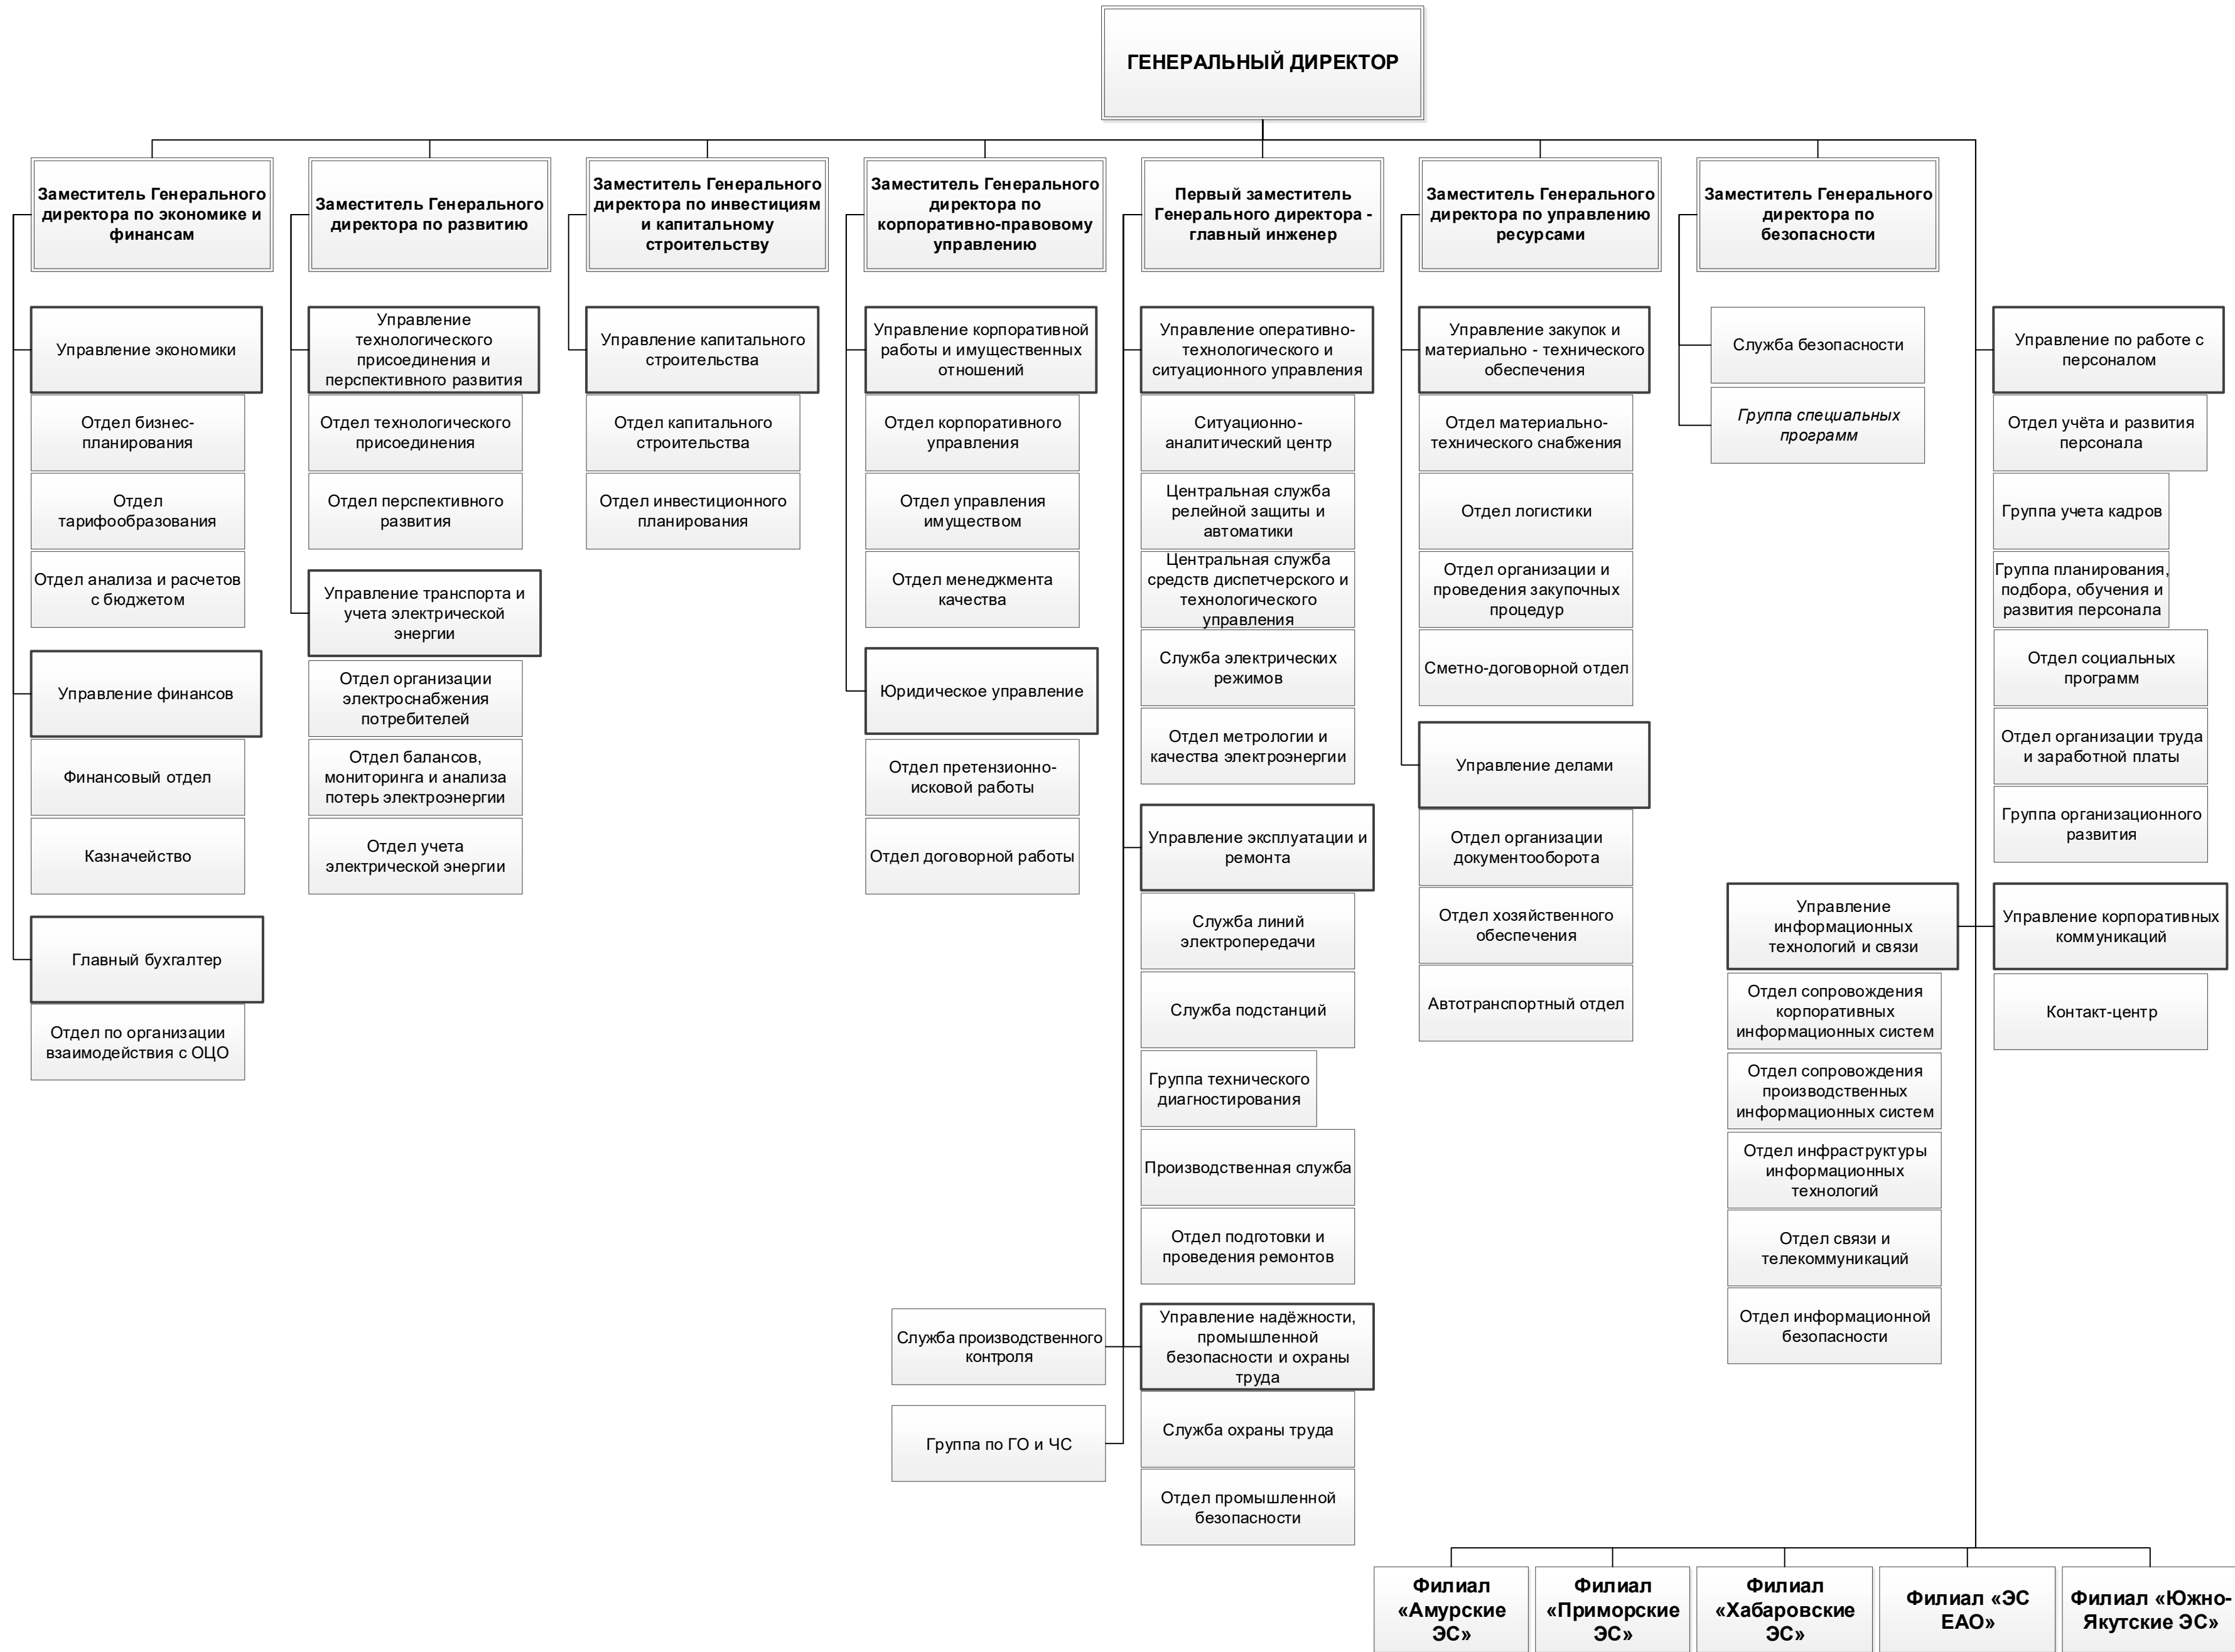 ГЕНЕРАЛЬНЫЙ ДИРЕКТОР
Заместитель Генерального
директора по экономике и
финансам
Управление экономики
Отдел бизнес-
планирования
Отдел
тарифообразования
Отдел анализа и расчетов
с бюджетом
Управление финансов
Финансовый отдел
Казначейство
Главный бухгалтер
Отдел по организации
взаимодействия с ОЦО
Заместитель Генерального
директора по развитию
Управление
технологического
присоединения и
перспективного развития
Отдел технологического
присоединения
Отдел перспективного
развития
Управление транспорта и
учета электрической
энергии
Отдел организации
электроснабжения
потребителей
Отдел балансов,
мониторинга и анализа
потерь электроэнергии
Отдел учета
электрической энергии
Заместитель Генерального
директора по инвестициям
и капитальному
строительству
Управление капитального
строительства
Отдел капитального
строительства
Отдел инвестиционного
планирования
Заместитель Генерального
директора по
корпоративно-правовому
управлению
Управление корпоративной
работы и имущественных
отношений
Отдел корпоративного
управления
Отдел управления
имуществом
Отдел менеджмента
качества
Юридическое управление
Отдел претензионно-
исковой работы
Отдел договорной работы
Первый заместитель
Генерального директора -
главный инженер
Управление оперативно-
технологического и
ситуационного управления
Ситуационно-
аналитический центр
Центральная служба
релейной защиты и
автоматики
Центральная служба
средств диспетчерского и
технологического
управления
Служба электрических
режимов
Отдел метрологии и
качества электроэнергии
Управление эксплуатации и
ремонта
Служба линий
электропередачи
Служба подстанций
Группа технического
диагностирования
Производственная служба
Отдел подготовки и
проведения ремонтов
Служба производственного
контроля
Управление надёжности,
промышленной
безопасности и охраны
труда
Группа по ГО и ЧС
Служба охраны труда
Отдел промышленной
безопасности
Заместитель Генерального
директора по управлению
ресурсами
Управление закупок и
материально - технического
обеспечения
Отдел материально-
технического снабжения
Отдел логистики
Отдел организации и
проведения закупочных
процедур
Сметно-договорной отдел
Управление делами
Отдел организации
документооборота
Отдел хозяйственного
обеспечения
Автотранспортный отдел
Заместитель Генерального
директора по
безопасности
Служба безопасности
Группа специальных
программ
Управление по работе с
персоналом
Отдел учёта и развития
персонала
Группа учета кадров
Группа планирования,
подбора, обучения и
развития персонала
Отдел социальных
программ
Отдел организации труда
и заработной платы
Группа организационного
развития
Управление
информационных
технологий и связи
Отдел сопровождения
корпоративных
информационных систем
Отдел сопровождения
производственных
информационных систем
Отдел инфраструктуры
информационных
технологий
Отдел связи и
телекоммуникаций
Отдел информационной
безопасности
Управление корпоративных
коммуникаций
Контакт-центр
Филиал
«Амурские
ЭС»
Филиал
«Приморские
ЭС»
Филиал
«Хабаровские
ЭС»
Филиал «ЭС
ЕАО»
Филиал «Южно-
Якутские ЭС»